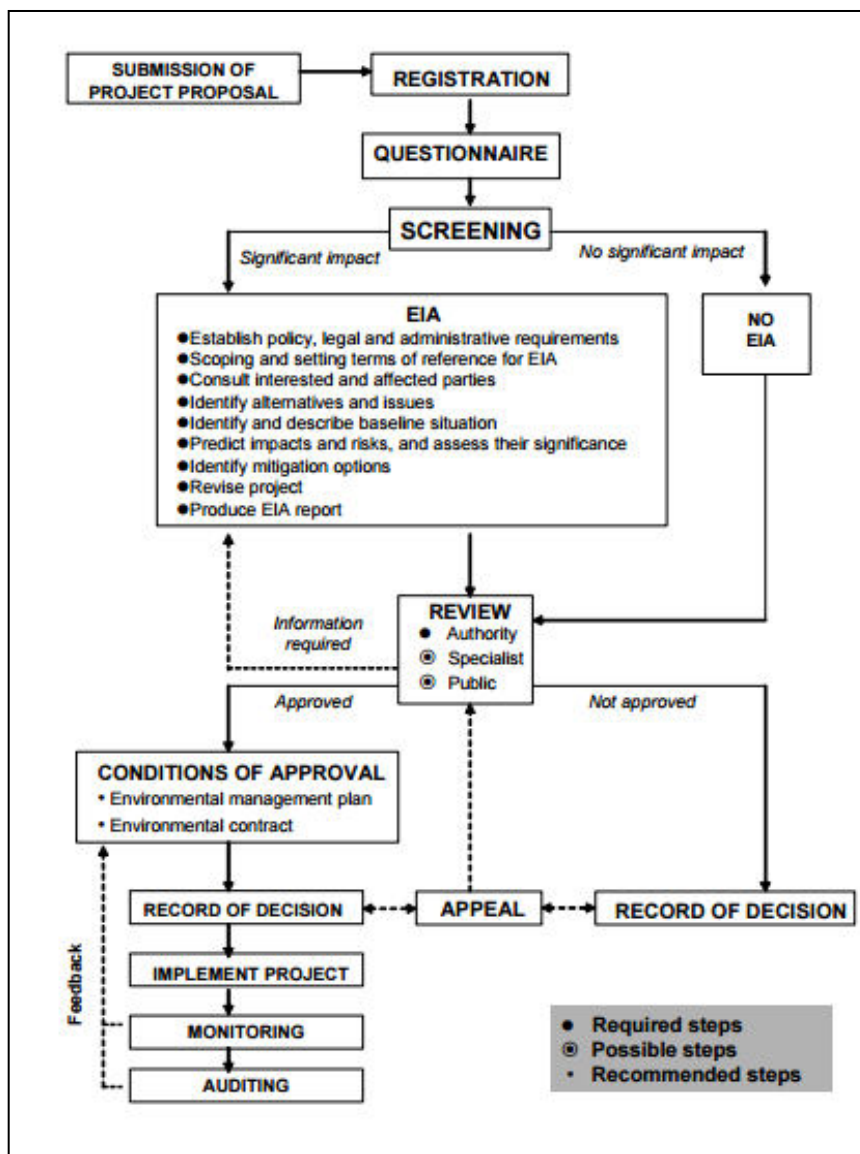 SUBMISSION OF
PROJECT PROPOSAL
REGISTRATION
QUESTIONNAIRE
SCREENING
Significant impact
No significant impact
EIA
●Establish policy, legal and administrative requirements
●Scoping and setting terms of reference for EIA
●Consult interested and affected parties
●Identify alternatives and issues
●Identify and describe baseline situation
●Predict impacts and risks, and assess their significance
●Identify mitigation options
●Revise project
●Produce EIA report
NO
EIA
Information
required
REVIEW
● Authority
◉ Specialist
◉ Public
Approved
Not approved
CONDITIONS OF APPROVAL
• Environmental management plan
• Environmental contract
RECORD OF DECISION
APPEAL
RECORD OF DECISION
IMPLEMENT PROJECT
Feedback
MONITORING
AUDITING
● Required steps
◉ Possible steps
• Recommended steps